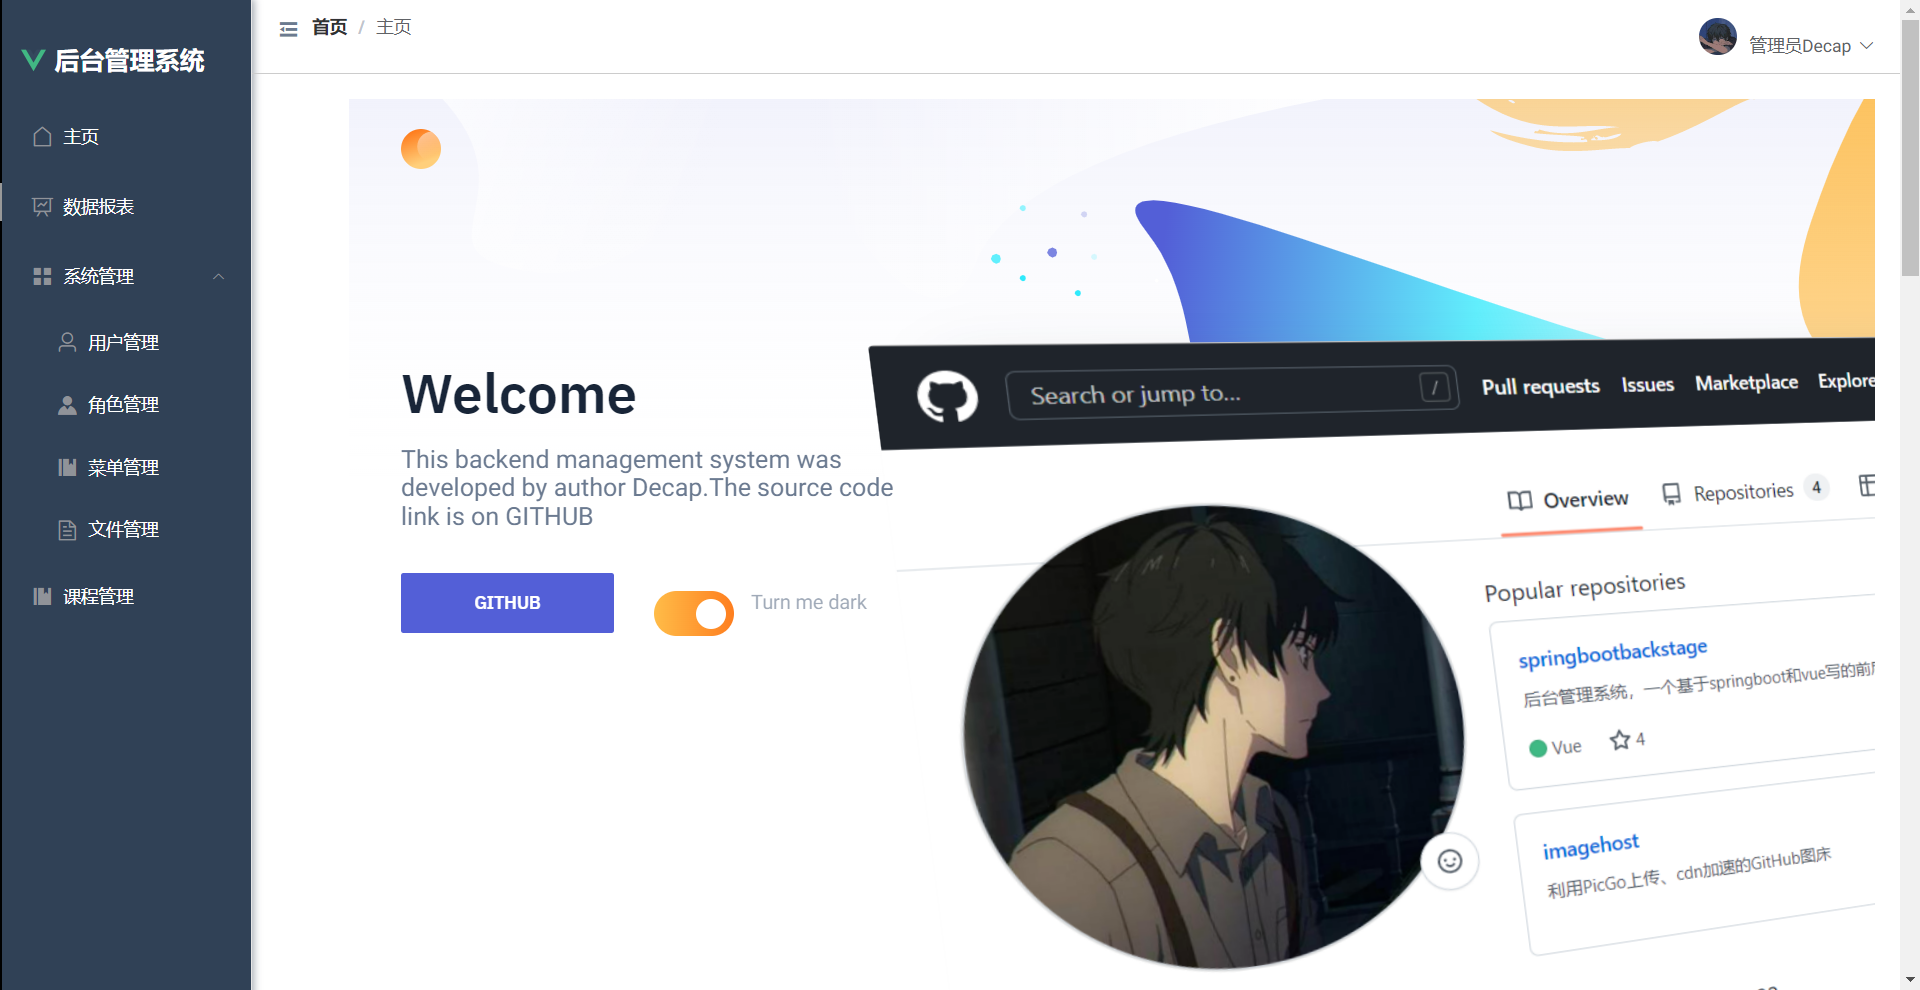 后台管理系统
主页
数据报表
系统管理
用户管理
角色管理
菜单管理
文件管理
课程管理
首页 / 主页
管理员Decap
Welcome
This backend management system was
developed by author Decap.The source code
link is on GITHUB
GITHUB
Turn me dark
Search or jump to... /
Pull requests Issues Marketplace Explore
Overview Repositories 4
Popular repositories
springbootbackstage
后台管理系统，一个基于springboot和vue写的前
Vue 4
imagehost
利用PicGo上传、cdn加速的GitHub图床